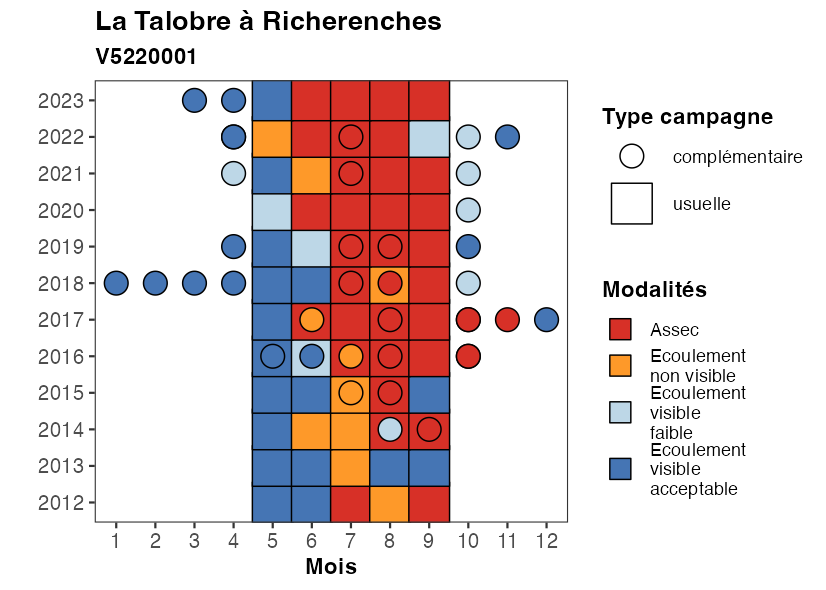 La Talobre à Richerenches
V5220001
2023
2022
2021
2020
2019
2018
2017
2016
2015
2014
2013
2012
1 2 3 4 5 6 7 8 9 10 11 12
Mois
Type campagne
complémentaire
usuelle
Modalités
Assec
Ecoulement
non visible
Ecoulement
visible
faible
Ecoulement
visible
acceptable